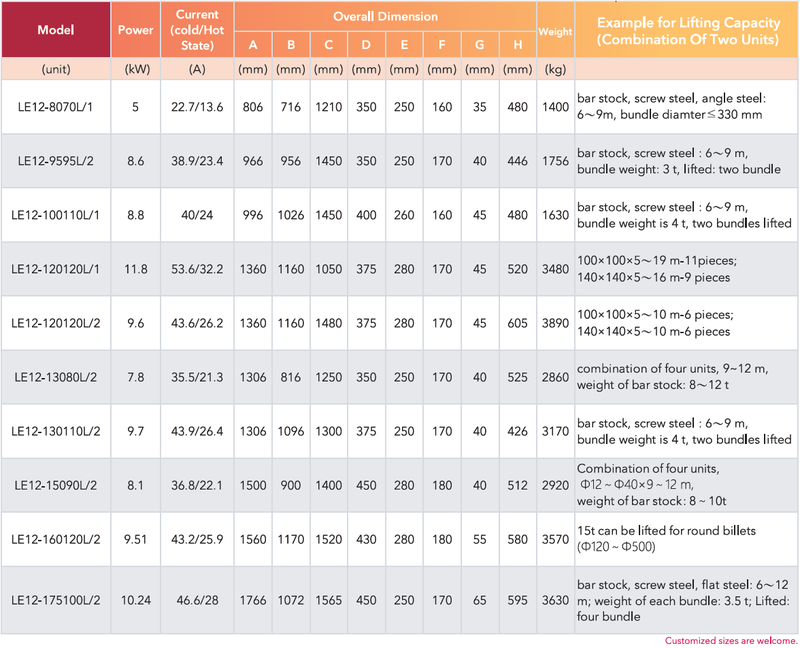 Model Power Current (cold/Hot State) Overall Dimension Weight Example for Lifting Capacity (Combination Of Two Units)
A B C D E F G H
(unit) (kW) (A) (mm) (mm) (mm) (mm) (mm) (mm) (mm) (mm) (kg)
LE12-8070L/1 5 22.7/13.6 806 716 1210 350 250 160 35 480 1400 bar stock, screw steel, angle steel:
6～9m, bundle diamter≦330 mm
LE12-9595L/2 8.6 38.9/23.4 966 956 1450 350 250 170 40 446 1756 bar stock, screw steel : 6～9 m,
bundle weight: 3 t, lifted: two bundle
LE12-100110L/1 8.8 40/24 996 1026 1450 400 260 160 45 480 1630 bar stock, screw steel : 6～9 m,
bundle weight is 4 t, two bundles lifted
LE12-120120L/1 11.8 53.6/32.2 1360 1160 1050 375 280 170 45 520 3480 100×100×5～19 m-11pieces;
140×140×5～16 m-9 pieces
LE12-120120L/2 9.6 43.6/26.2 1360 1160 1480 375 280 170 45 605 3890 100×100×5～10 m-6 pieces;
140×140×5～10 m-6 pieces
LE12-13080L/2 7.8 35.5/21.3 1306 816 1250 350 250 170 40 525 2860 combination of four units, 9~12 m,
weight of bar stock: 8～12 t
LE12-130110L/2 9.7 43.9/26.4 1306 1096 1300 375 250 170 40 426 3170 bar stock, screw steel : 6～9 m,
bundle weight is 4 t, two bundles lifted
LE12-15090L/2 8.1 36.8/22.1 1500 900 1400 450 280 180 40 512 2920 Combination of four units,
Φ12 ~ Φ40×9 ~ 12 m,
weight of bar stock: 8 ~ 10t
LE12-160120L/2 9.51 43.2/25.9 1560 1170 1520 430 280 180 55 580 3570 15t can be lifted for round billets
(Φ120 ~ Φ500)
LE12-175100L/2 10.24 46.6/28 1766 1072 1565 450 250 170 65 595 3630 bar stock, screw steel, flat steel: 6～12
m; weight of each bundle: 3.5 t; Lifted:
four bundle
Customized sizes are welcome.